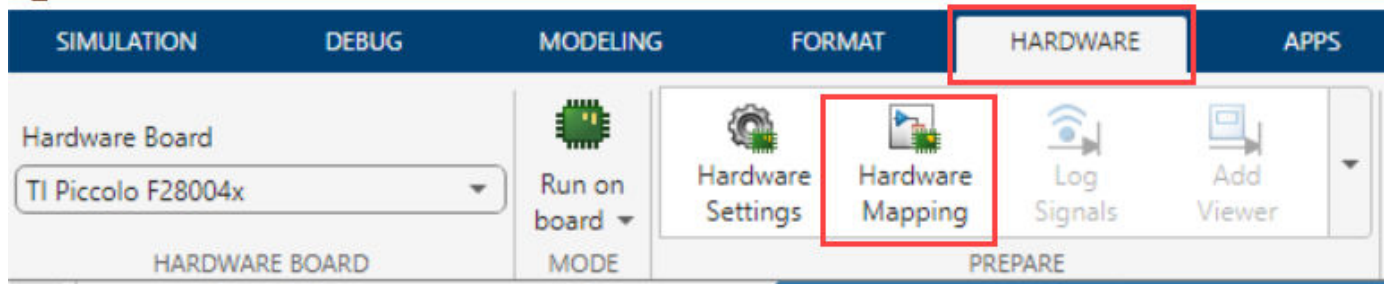 SIMULATION DEBUG MODELING FORMAT HARDWARE APPS
Hardware Board
TI Piccolo F28004x
Run on
board
Hardware
Settings
Hardware
Mapping
Log
Signals
Add
Viewer
HARDWARE BOARD MODE PREPARE